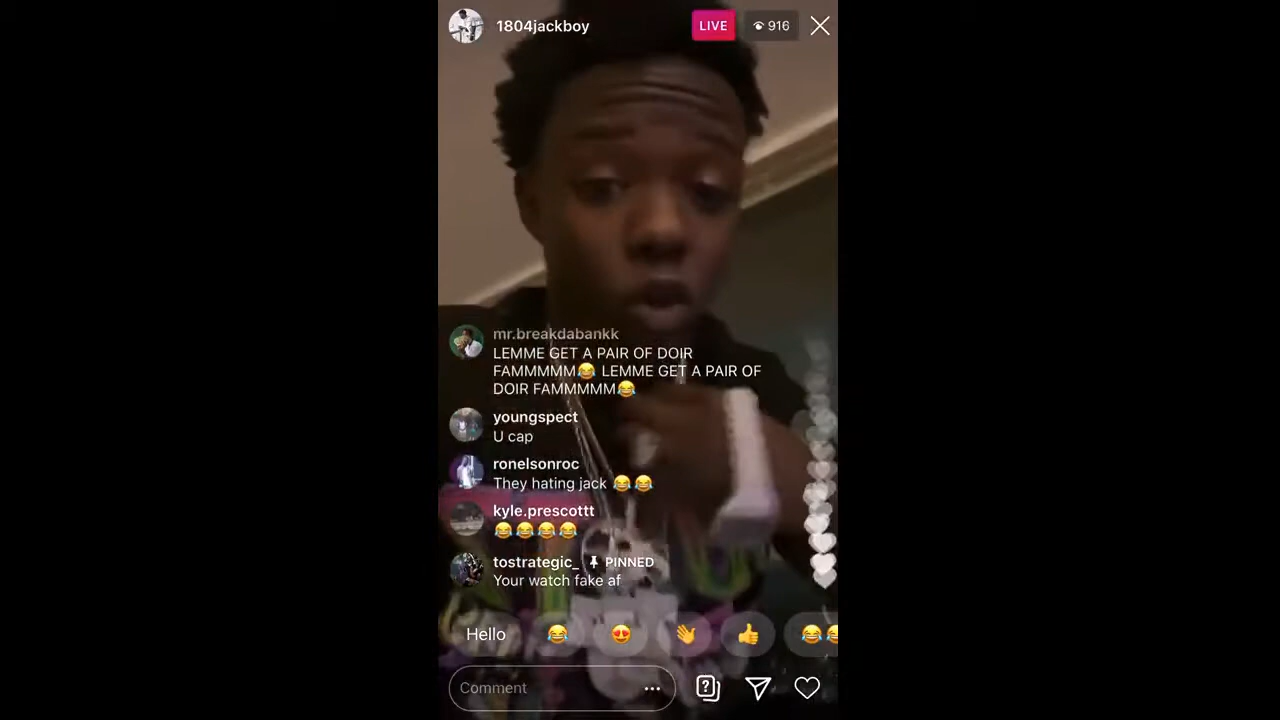 1804jackboy
LIVE
916
mr.breakdabankk
LEMME GET A PAIR OF DOIR
FAMMMMM😂 LEMME GET A PAIR OF
DOIR FAMMMMM😂
youngspect
U cap
ronelsonroc
They hating jack 😂😂
kyle.prescottt
😂😂😂😂
tostrategic_ PINNED
Your watch fake af
Hello 😂 😍 👋 👍 😂😂
Comment